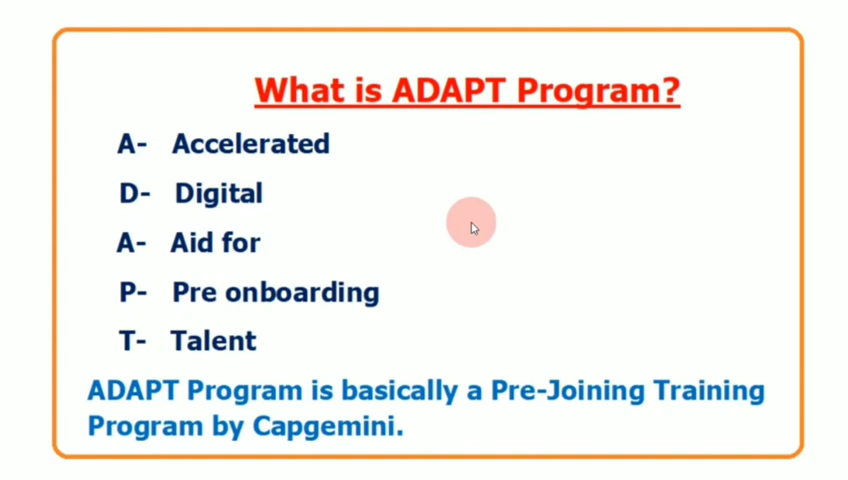 What is ADAPT Program?
A- Accelerated
D- Digital
A- Aid for
P- Pre onboarding
T- Talent
ADAPT Program is basically a Pre-Joining Training
Program by Capgemini.